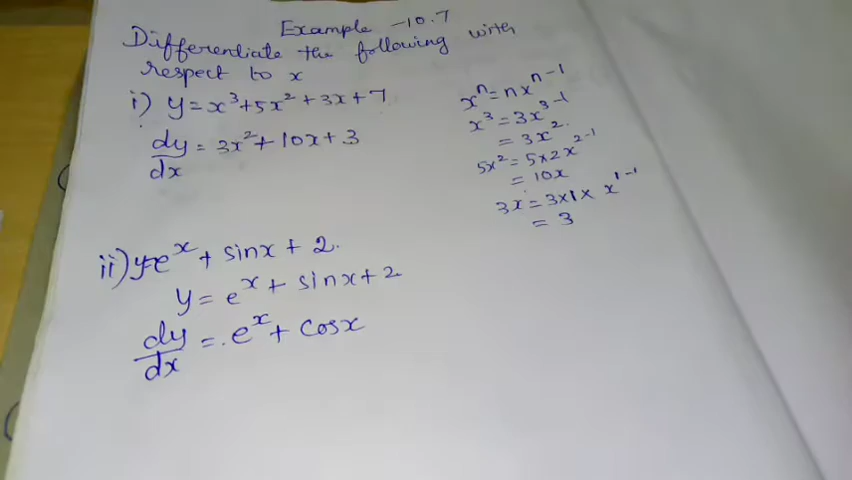 Example - 10.7
Differentiate the following with
respect to x
i) y = x³ + 5x² + 3x + 7
dy/dx = 3x² + 10x + 3
xⁿ = nxⁿ⁻¹
x³ = 3x³⁻¹
= 3x².
5x² = 5×2x²⁻¹
= 10x
3x = 3×1× x¹⁻¹
= 3
ii) y=eˣ + sinx + 2.
y = eˣ + sinx + 2
dy/dx = eˣ + cosx